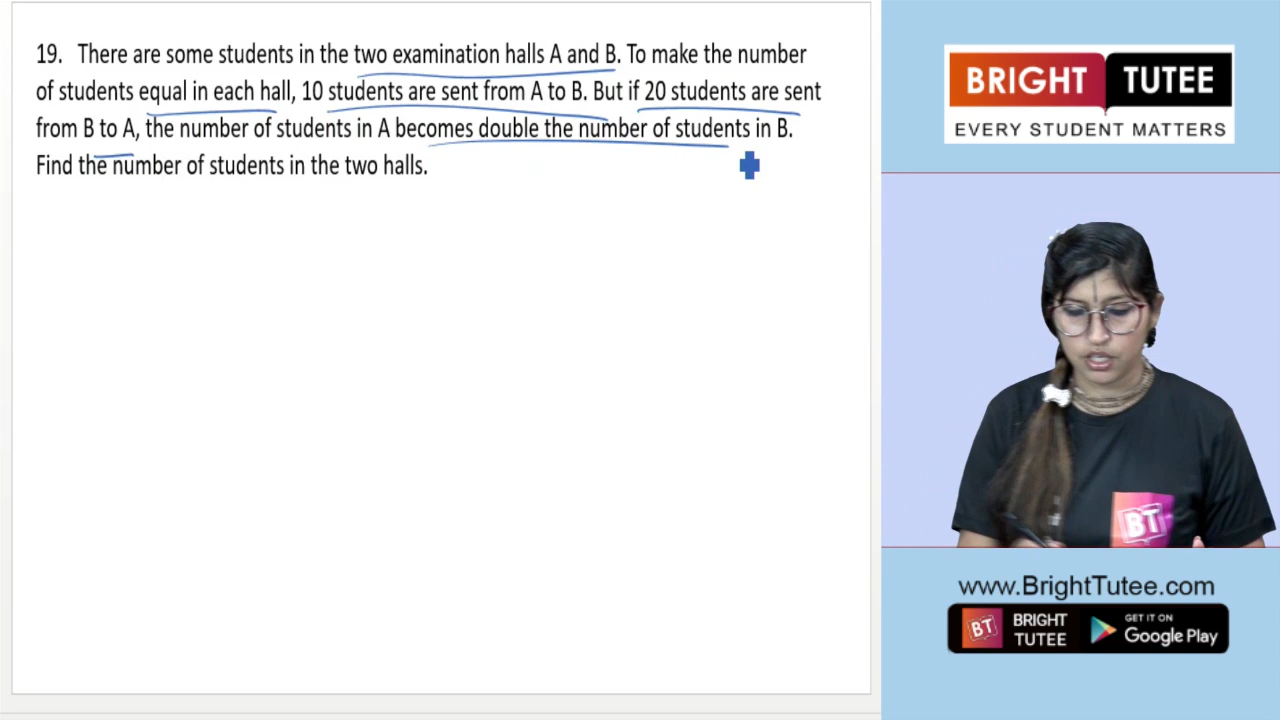 19. There are some students in the two examination halls A and B. To make the number
of students equal in each hall, 10 students are sent from A to B. But if 20 students are sent
from B to A, the number of students in A becomes double the number of students in B.
Find the number of students in the two halls.
BRIGHT TUTEE
EVERY STUDENT MATTERS
BT
www.BrightTutee.com
BT
BRIGHT
TUTEE
GET IT ON
Google Play